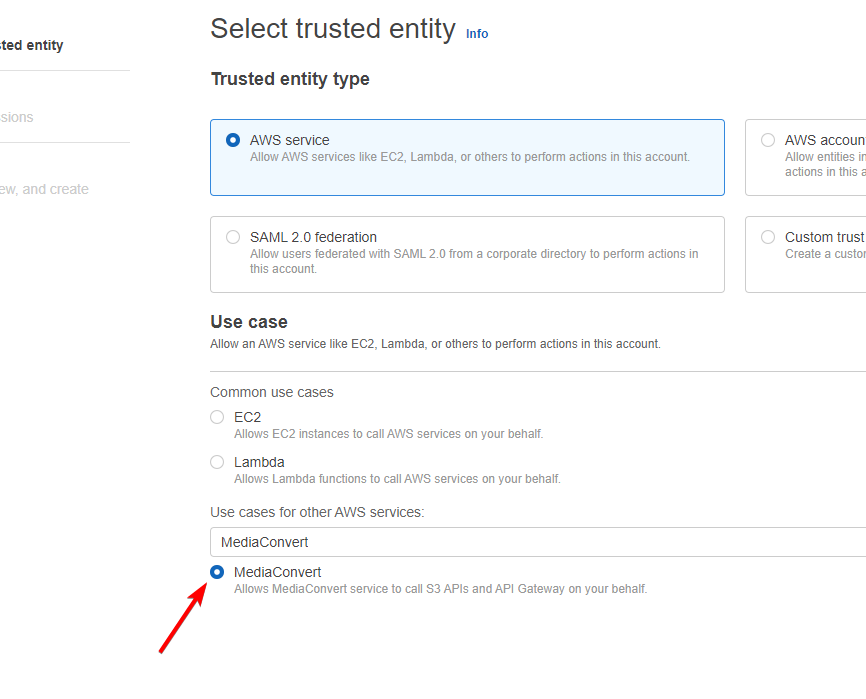 Select trusted entity Info
sted entity
Trusted entity type
sions
ew, and create
AWS service
Allow AWS services like EC2, Lambda, or others to perform actions in this account.
AWS accoun
Allow entities in
actions in this a
SAML 2.0 federation
Allow users federated with SAML 2.0 from a corporate directory to perform actions in
this account.
Custom trust
Create a custor
Use case
Allow an AWS service like EC2, Lambda, or others to perform actions in this account.
Common use cases
EC2
Allows EC2 instances to call AWS services on your behalf.
Lambda
Allows Lambda functions to call AWS services on your behalf.
Use cases for other AWS services:
MediaConvert
MediaConvert
Allows MediaConvert service to call S3 APIs and API Gateway on your behalf.